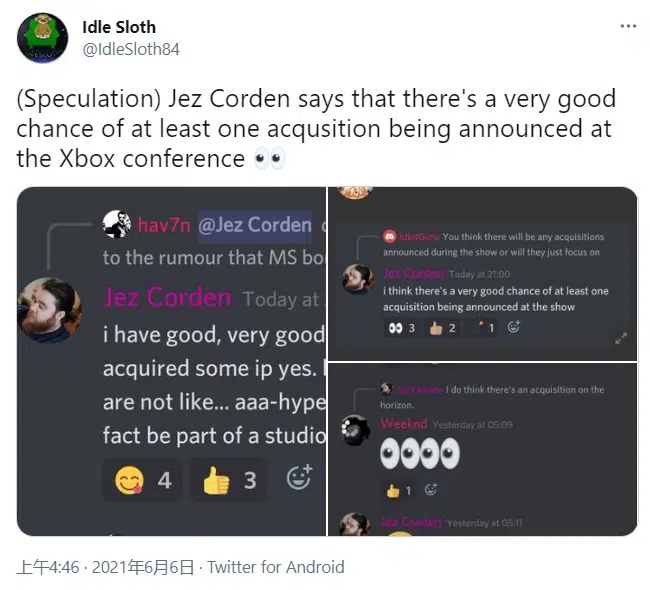 Idle Sloth
@IdleSloth84
(Speculation) Jez Corden says that there's a very good
chance of at least one acqusition being announced at
the Xbox conference 👀
hav7n @Jez Corden
to the rumour that MS bo
Jez Corden Today at
i have good, very good
acquired some ip yes.
are not like... aaa-hype
fact be part of a studio
😋 4 👍 3
IdiotGuru You think there will be any acquisitions
announced during the show or will they just focus on
Jez Corden Today at 21:00
i think there's a very good chance of at least one
acquisition being announced at the show
👀 3 👍 2 1
Jez Corden I do think there's an acquisition on the
horizon.
Weeknd Yesterday at 05:09
👀👀
👍 1
Jez Corden Yesterday at 05:11
上午4:46 · 2021年6月6日 · Twitter for Android